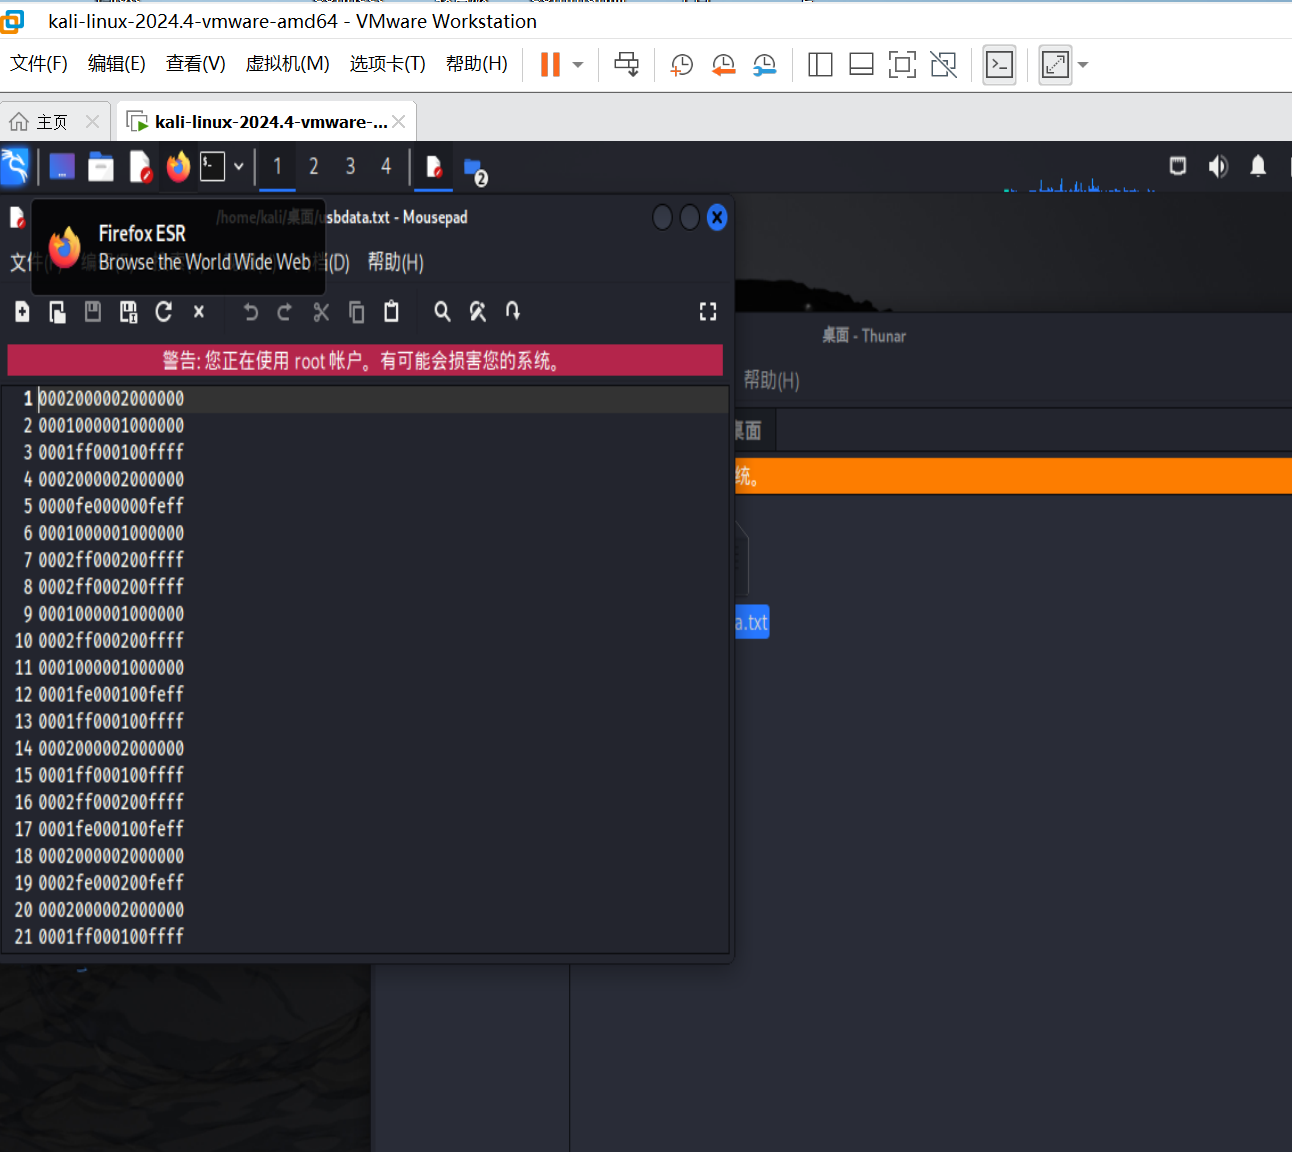 kali-linux-2024.4-vmware-amd64 - VMware Workstation
文件(F) 编辑(E) 查看(V) 虚拟机(M) 选项卡(T) 帮助(H)
主页
kali-linux-2024.4-vmware-...
1 2 3 4
2
/home/kali/桌面/usbdata.txt - Mousepad
Firefox ESR
Browse the World Wide Web
文件(F) 档(D) 帮助(H)
桌面 - Thunar
帮助(H)
警告: 您正在使用 root 帐户。有可能会损害您的系统。
桌面
统。
a.txt
1 0002000002000000
2 0001000001000000
3 0001ff000100ffff
4 0002000002000000
5 0000fe000000feff
6 0001000001000000
7 0002ff000200ffff
8 0002ff000200ffff
9 0001000001000000
10 0002ff000200ffff
11 0001000001000000
12 0001fe000100feff
13 0001ff000100ffff
14 0002000002000000
15 0001ff000100ffff
16 0002ff000200ffff
17 0001fe000100feff
18 0002000002000000
19 0002fe000200feff
20 0002000002000000
21 0001ff000100ffff